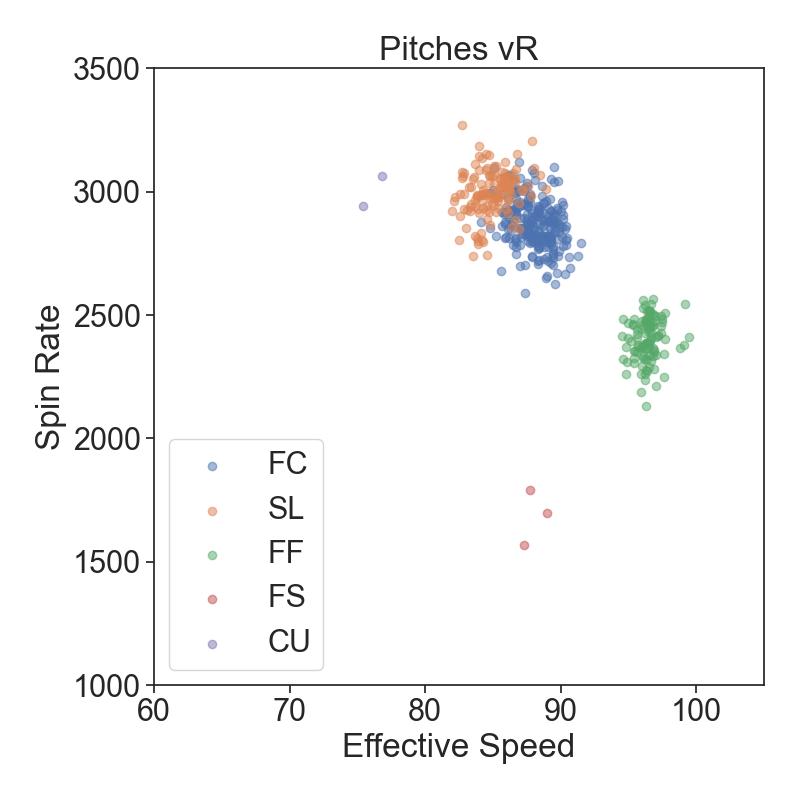 Pitches vR
3500
3000
2500
2000
1500
1000
Spin Rate
FC
SL
FF
FS
CU
60 70 80 90 100
Effective Speed